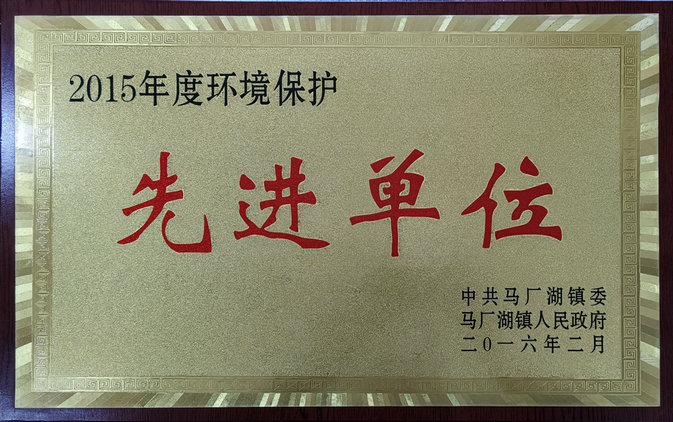 2015年度环境保护
先进单位
中共马厂湖镇委
马厂湖镇人民政府
二〇一六年二月